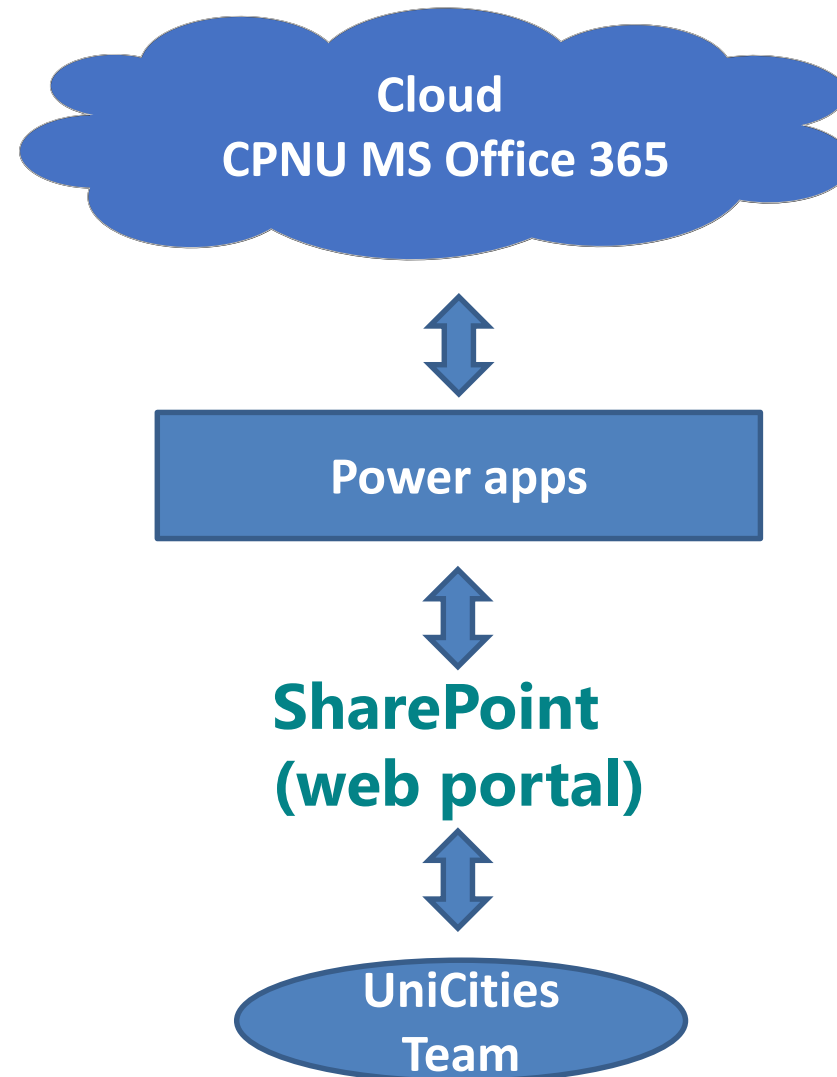 Cloud
CPNU MS Office 365
Power apps
SharePoint
(web portal)
UniCities
Team